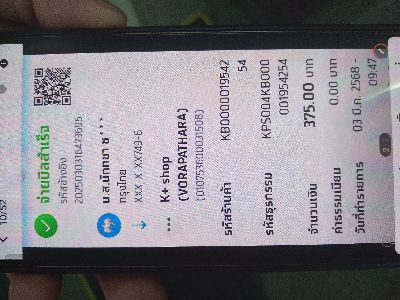 10/52
จ่ายบิลสำเร็จ
รหัสอ้างอิง
2025030316473695
น.ส.นัททชา ช***
กรุงไทย
XXX-X-XX749-6
K+ shop
(VORAPATHARA)
(010753600031508)
รหัสร้านค้า KB0000019542
54
รหัสธุรกรรม KPS004KB000
001954254
จำนวนเงิน 375.00 บาท
ค่าธรรมเนียม 0.00 บาท
วันที่ทำรายการ 03 มี.ค. 2568 -
09:47